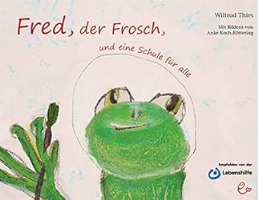 Wiltrud Thies
Fred, der Frosch,
Mit Bildern von
Anke Koch-Röttering
und eine Schule für alle
Empfohlen von der
Lebenshilfe